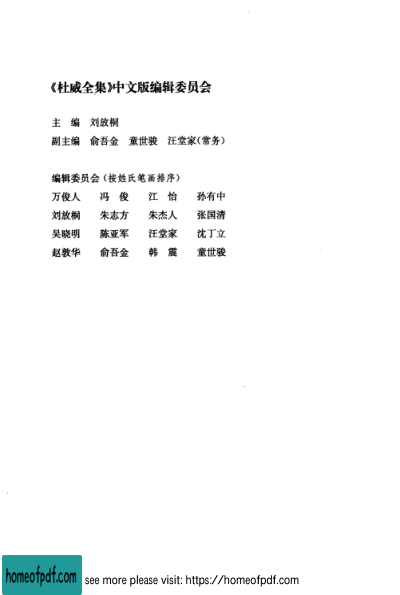 《杜威全集》中文版编辑委员会
主　编　刘放桐
副主编　俞吾金　童世骏　汪堂家(常务)
编辑委员会(按姓氏笔画排序)
万俊人　冯　俊　江　怡　孙有中
刘放桐　朱志方　朱杰人　张国清
吴晓明　陈亚军　汪堂家　沈丁立
赵敦华　俞吾金　韩　震　童世骏
homeofpdf.com see more please visit: https://homeofpdf.com